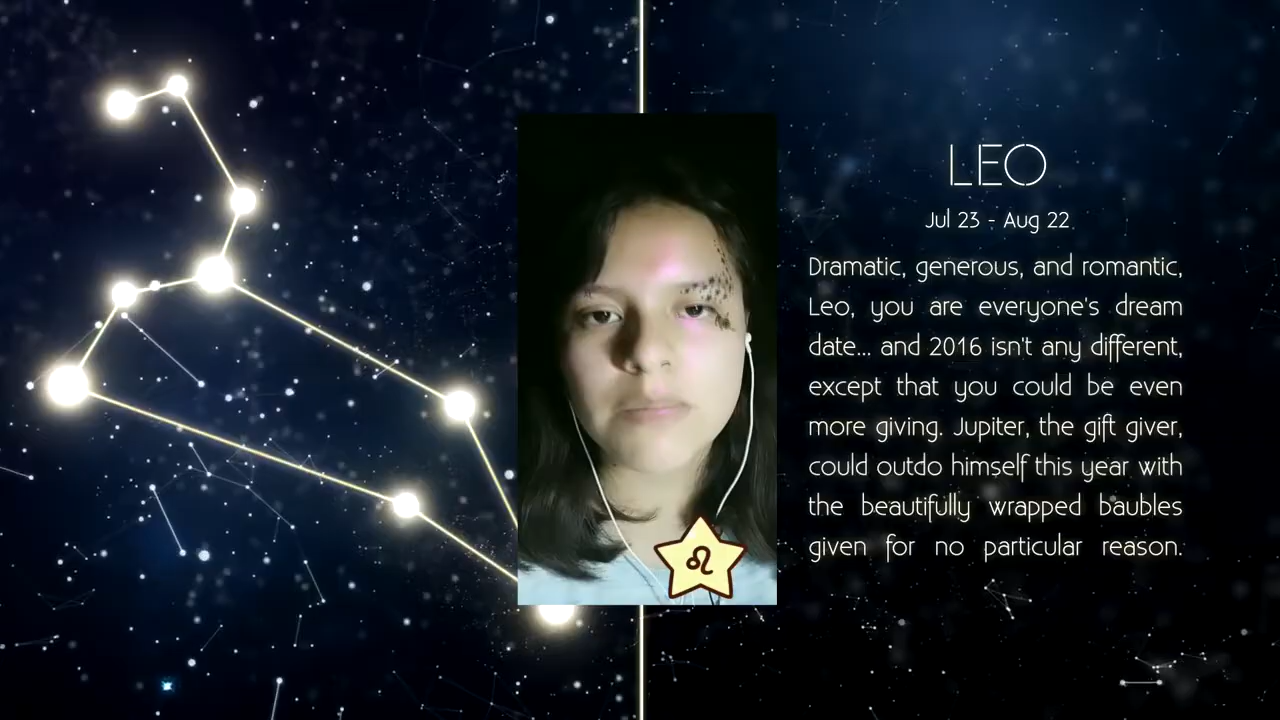 LEO
Jul 23 - Aug 22
Dramatic, generous, and romantic,
Leo, you are everyone's dream
date... and 2016 isn't any different,
except that you could be even
more giving. Jupiter, the gift giver,
could outdo himself this year with
the beautifully wrapped baubles
given for no particular reason.
♌